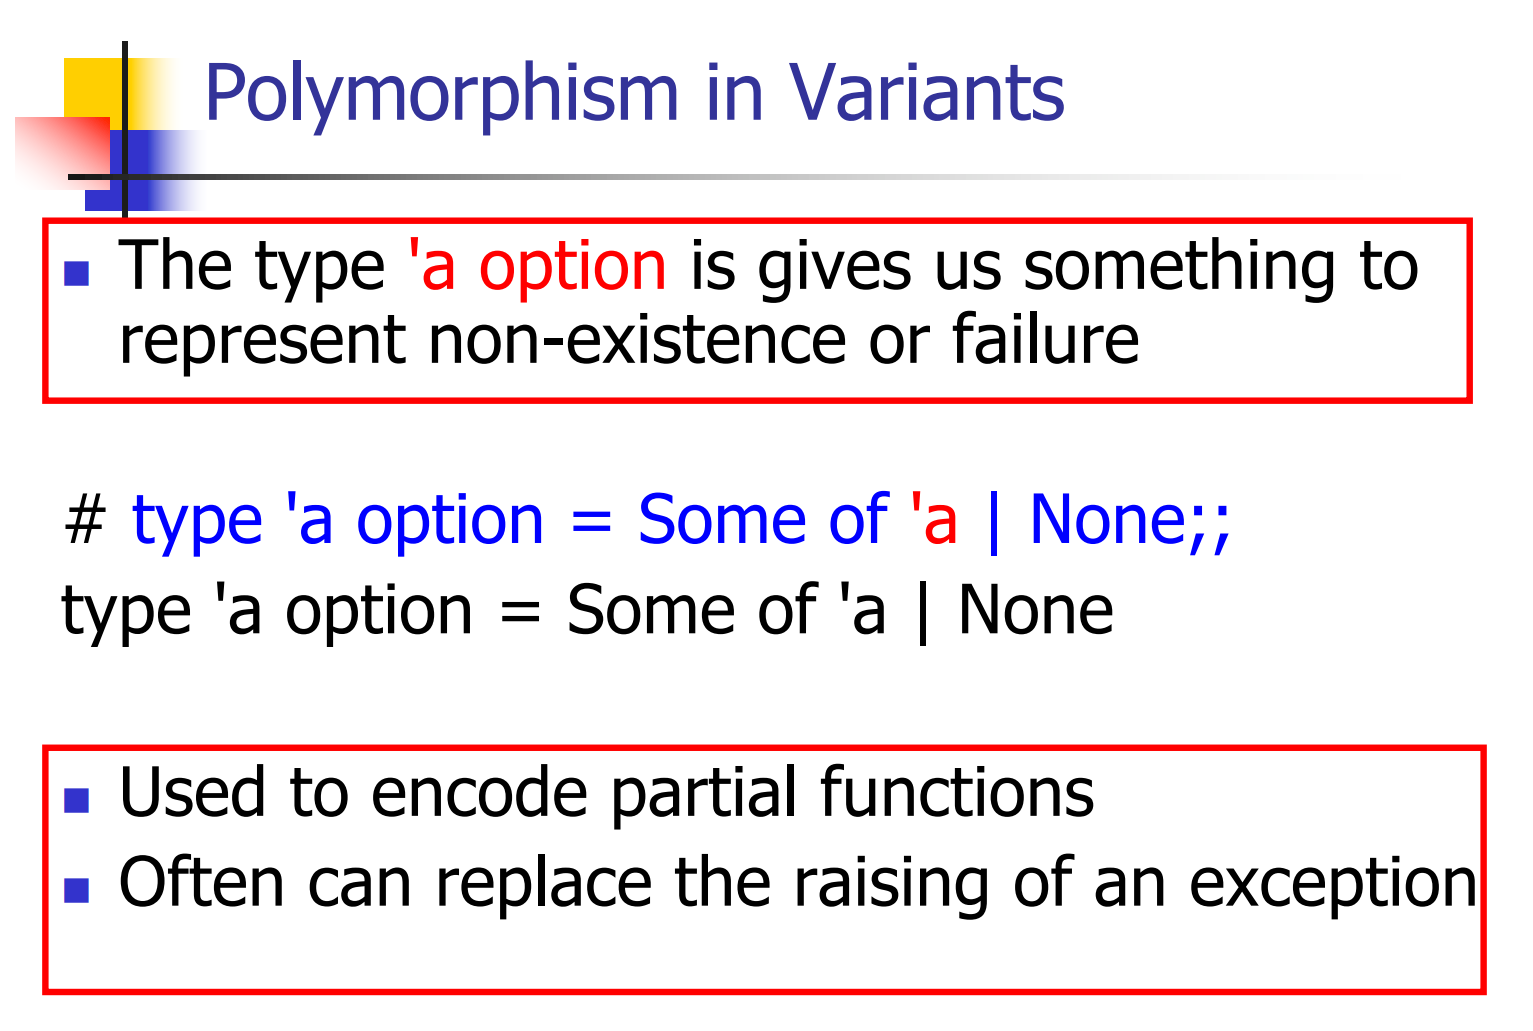 Polymorphism in Variants
The type 'a option is gives us something to
represent non-existence or failure
# type 'a option = Some of 'a | None;;
type 'a option = Some of 'a | None
Used to encode partial functions
Often can replace the raising of an exception